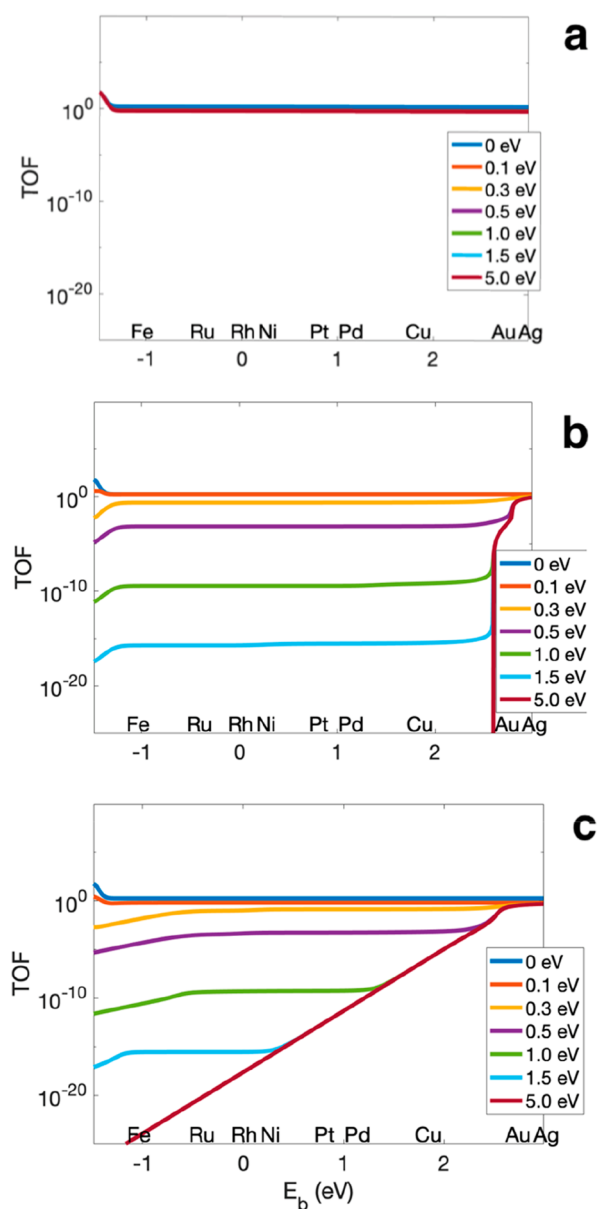 a
10^0
10^-10
10^-20
TOF
0 eV
0.1 eV
0.3 eV
0.5 eV
1.0 eV
1.5 eV
5.0 eV
Fe Ru Rh Ni Pt Pd Cu Au Ag
-1 0 1 2
b
10^0
10^-10
10^-20
TOF
0 eV
0.1 eV
0.3 eV
0.5 eV
1.0 eV
1.5 eV
5.0 eV
Fe Ru Rh Ni Pt Pd Cu Au Ag
-1 0 1 2
c
10^0
10^-10
10^-20
TOF
0 eV
0.1 eV
0.3 eV
0.5 eV
1.0 eV
1.5 eV
5.0 eV
Fe Ru Rh Ni Pt Pd Cu Au Ag
-1 0 1 2
E_b (eV)